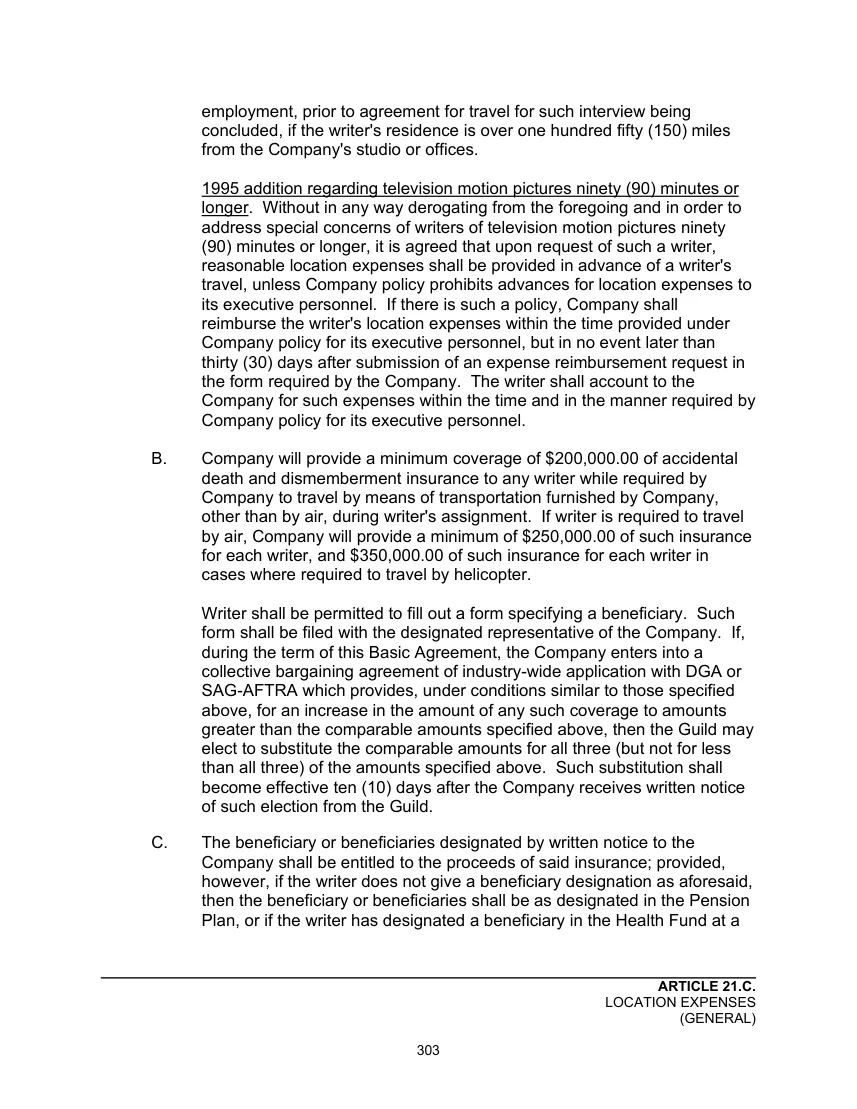 employment, prior to agreement for travel for such interview being
concluded, if the writer's residence is over one hundred fifty (150) miles
from the Company's studio or offices.
1995 addition regarding television motion pictures ninety (90) minutes or
longer.  Without in any way derogating from the foregoing and in order to
address special concerns of writers of television motion pictures ninety
(90) minutes or longer, it is agreed that upon request of such a writer,
reasonable location expenses shall be provided in advance of a writer's
travel, unless Company policy prohibits advances for location expenses to
its executive personnel.  If there is such a policy, Company shall
reimburse the writer's location expenses within the time provided under
Company policy for its executive personnel, but in no event later than
thirty (30) days after submission of an expense reimbursement request in
the form required by the Company.  The writer shall account to the
Company for such expenses within the time and in the manner required by
Company policy for its executive personnel.
B. Company will provide a minimum coverage of $200,000.00 of accidental
death and dismemberment insurance to any writer while required by
Company to travel by means of transportation furnished by Company,
other than by air, during writer's assignment.  If writer is required to travel
by air, Company will provide a minimum of $250,000.00 of such insurance
for each writer, and $350,000.00 of such insurance for each writer in
cases where required to travel by helicopter.
Writer shall be permitted to fill out a form specifying a beneficiary.  Such
form shall be filed with the designated representative of the Company.  If,
during the term of this Basic Agreement, the Company enters into a
collective bargaining agreement of industry-wide application with DGA or
SAG-AFTRA which provides, under conditions similar to those specified
above, for an increase in the amount of any such coverage to amounts
greater than the comparable amounts specified above, then the Guild may
elect to substitute the comparable amounts for all three (but not for less
than all three) of the amounts specified above.  Such substitution shall
become effective ten (10) days after the Company receives written notice
of such election from the Guild.
C. The beneficiary or beneficiaries designated by written notice to the
Company shall be entitled to the proceeds of said insurance; provided,
however, if the writer does not give a beneficiary designation as aforesaid,
then the beneficiary or beneficiaries shall be as designated in the Pension
Plan, or if the writer has designated a beneficiary in the Health Fund at a
ARTICLE 21.C.
LOCATION EXPENSES
(GENERAL)
303